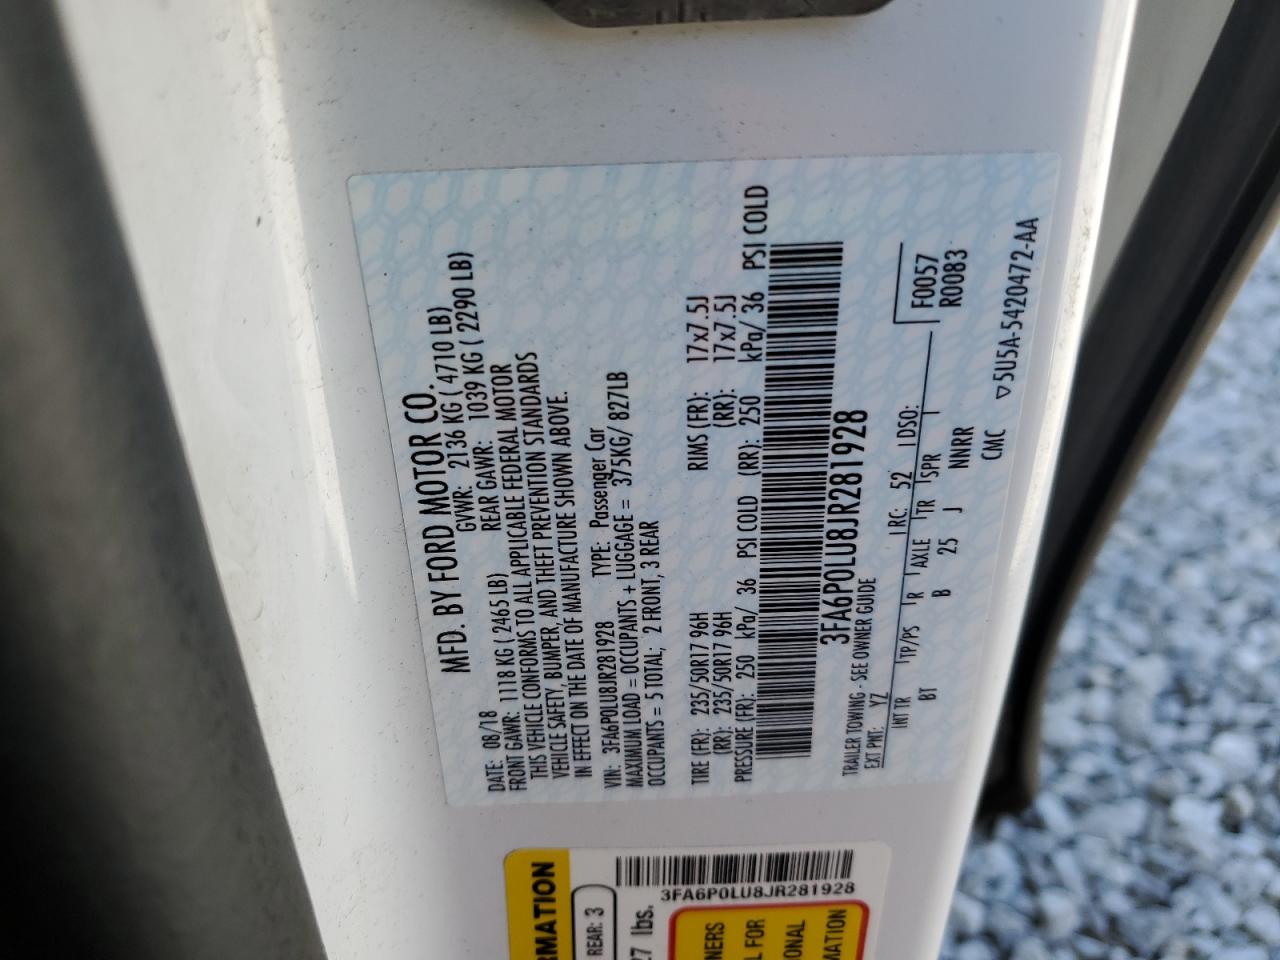 MFD. BY FORD MOTOR CO.
DATE: 08/18 GVWR: 2136 KG ( 4710 LB)
FRONT GAWR: 1118 KG ( 2465 LB) REAR GAWR: 1039 KG ( 2290 LB)
THIS VEHICLE CONFORMS TO ALL APPLICABLE FEDERAL MOTOR
VEHICLE SAFETY, BUMPER, AND THEFT PREVENTION STANDARDS
IN EFFECT ON THE DATE OF MANUFACTURE SHOWN ABOVE.
VIN: 3FA6P0LU8JR281928 TYPE: Passenger Car
MAXIMUM LOAD = OCCUPANTS + LUGGAGE = 375KG/ 827LB
OCCUPANTS = 5 TOTAL; 2 FRONT, 3 REAR
TIRE (FR): 235/50R17 96H RIMS (FR): 17x7.5J
(RR): 235/50R17 96H (RR): 17x7.5J
PRESSURE (FR): 250 kPa/ 36 PSI COLD (RR): 250 kPa/ 36 PSI COLD
3FA6P0LU8JR281928
TRAILER TOWING - SEE OWNER GUIDE
EXT PNT: YZ RC: 52 DSO: F0057
INT TR TP/PS R AXLE TR SPR R0083
BT B 25 J NNRR
CMC
5U5A-5420472-AA
3FA6P0LU8JR281928
RMATION
REAR: 3
27 lbs.
NERS
L FOR
ONAL
MATION